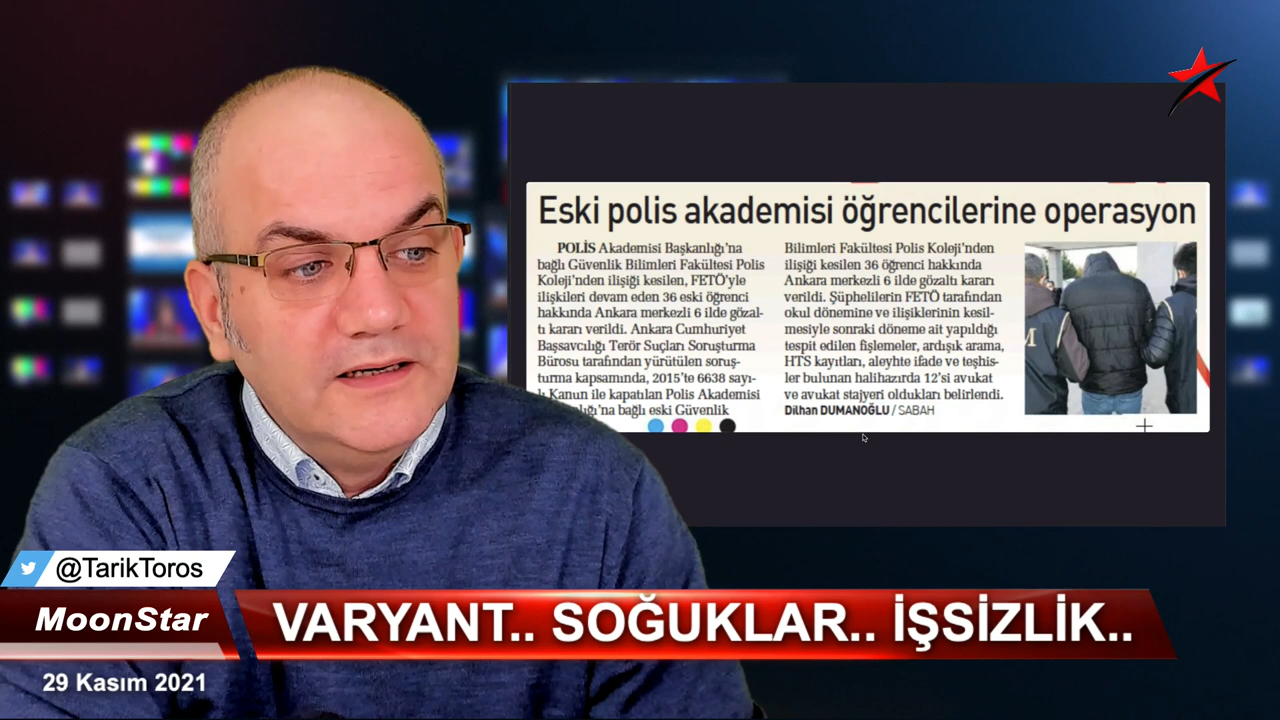 Eski polis akademisi öğrencilerine operasyon
POLİS Akademisi Başkanlığı'na
bağlı Güvenlik Bilimleri Fakültesi Polis
Koleji'nden ilişiği kesilen, FETÖ'yle
ilişkileri devam eden 36 eski öğrenci
hakkında Ankara merkezli 6 ilde gözal-
tı kararı verildi. Ankara Cumhuriyet
Başsavcılığı Terör Suçları Soruşturma
Bürosu tarafından yürütülen soruş-
turma kapsamında, 2015'te 6638 sayı-
lı Kanun ile kapatılan Polis Akademisi
lığı'na bağlı eski Güvenlik
Bilimleri Fakültesi Polis Koleji'nden
ilişiği kesilen 36 öğrenci hakkında
Ankara merkezli 6 ilde gözaltı kararı
verildi. Şüphelilerin FETÖ tarafından
okul dönemine ve ilişiklerinin kesil-
mesiyle sonraki döneme ait yapıldığı
tespit edilen fişlemeler, ardışık arama,
HTS kayıtları, aleyhte ifade ve teşhis-
ler bulunan halihazırda 12'si avukat
ve avukat stajyeri oldukları belirlendi.
Dilhan DUMANOĞLU / SABAH
M
@TarikToros
MoonStar
VARYANT.. SOĞUKLAR.. İŞSİZLİK..
29 Kasım 2021